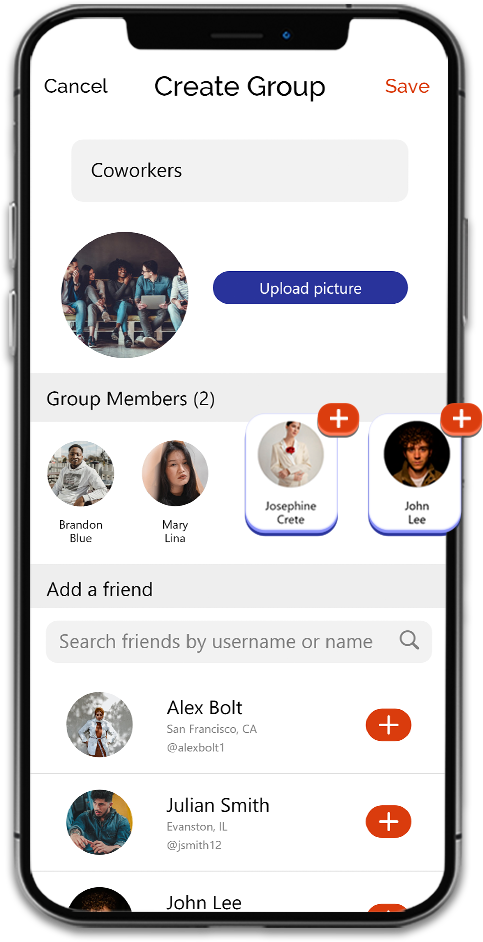 Cancel Create Group Save
Coworkers
Upload picture
Group Members (2)
Brandon
Blue
Mary
Lina
Josephine
Crete
John
Lee
Add a friend
Search friends by username or name
Alex Bolt
San Francisco, CA
@alexbolt1
Julian Smith
Evanston, IL
@jsmith12
John Lee